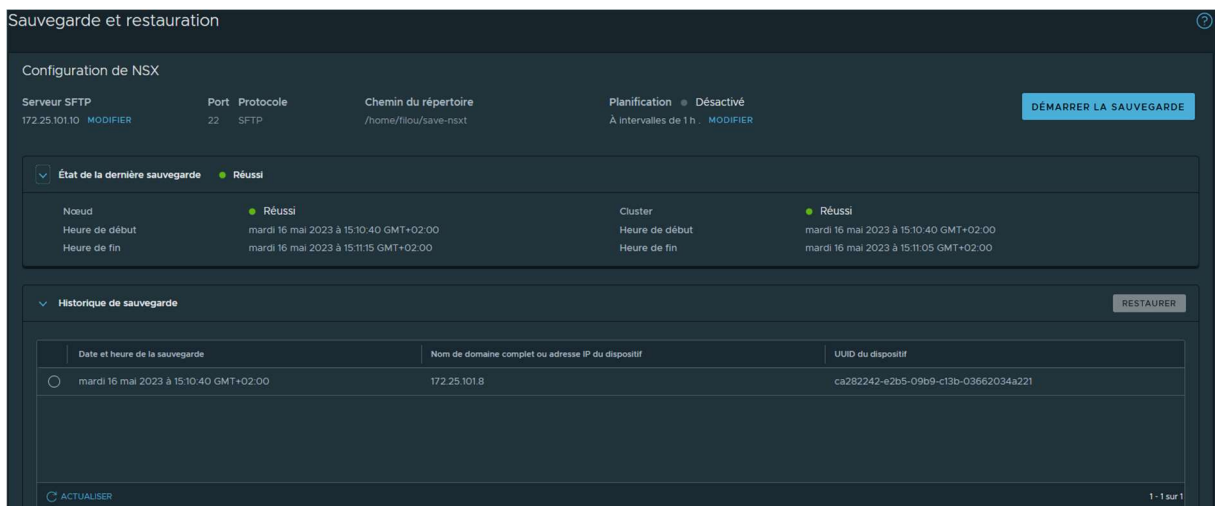 Sauvegarde et restauration
Configuration de NSX
Serveur SFTP Port Protocole Chemin du répertoire Planification Désactivé
172.25.101.10 MODIFIER 22 SFTP /home/filou/save-nsxt À intervalles de 1 h . MODIFIER
DÉMARRER LA SAUVEGARDE
État de la dernière sauvegarde Réussi
Nœud Réussi Cluster Réussi
Heure de début mardi 16 mai 2023 à 15:10:40 GMT+02:00 Heure de début mardi 16 mai 2023 à 15:10:40 GMT+02:00
Heure de fin mardi 16 mai 2023 à 15:11:15 GMT+02:00 Heure de fin mardi 16 mai 2023 à 15:11:05 GMT+02:00
Historique de sauvegarde RESTAURER
Date et heure de la sauvegarde Nom de domaine complet ou adresse IP du dispositif UUID du dispositif
mardi 16 mai 2023 à 15:10:40 GMT+02:00 172.25.101.8 ca282242-e2b5-09b9-c13b-03662034a221
ACTUALISER 1 - 1 sur 1